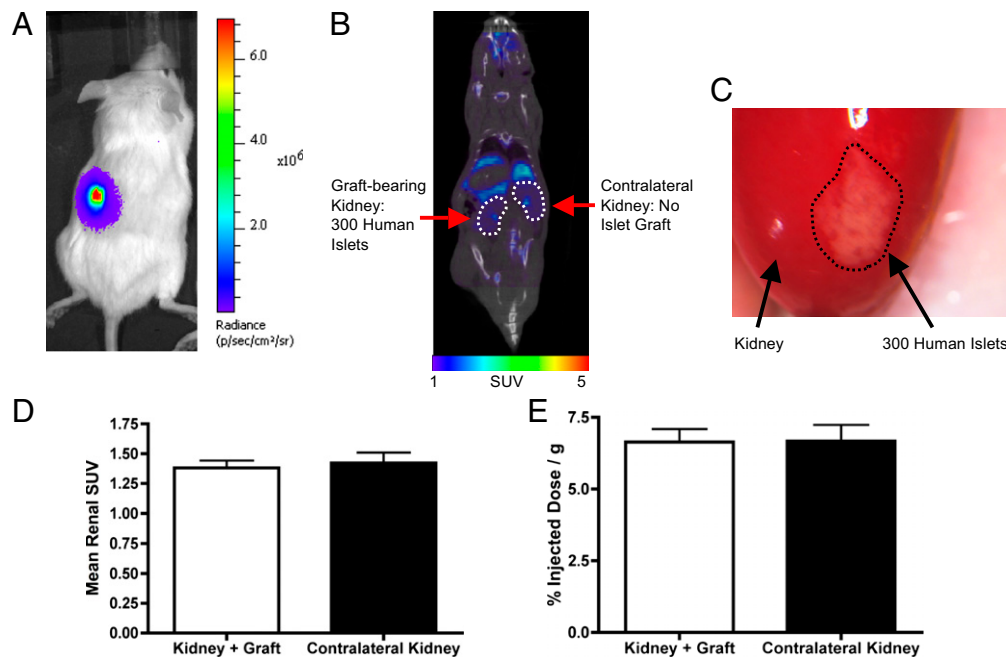 A
6.0
4.0
x10⁶
2.0
Radiance
(p/sec/cm²/sr)
B
Graft-bearing
Kidney:
300 Human
Islets
Contralateral
Kidney: No
Islet Graft
1
SUV
5
C
Kidney
300 Human Islets
D
Mean Renal SUV
1.75
1.50
1.25
1.00
0.75
0.50
0.25
0.00
Kidney + Graft
Contralateral Kidney
E
% Injected Dose / g
7.5
5.0
2.5
0.0
Kidney + Graft
Contralateral Kidney